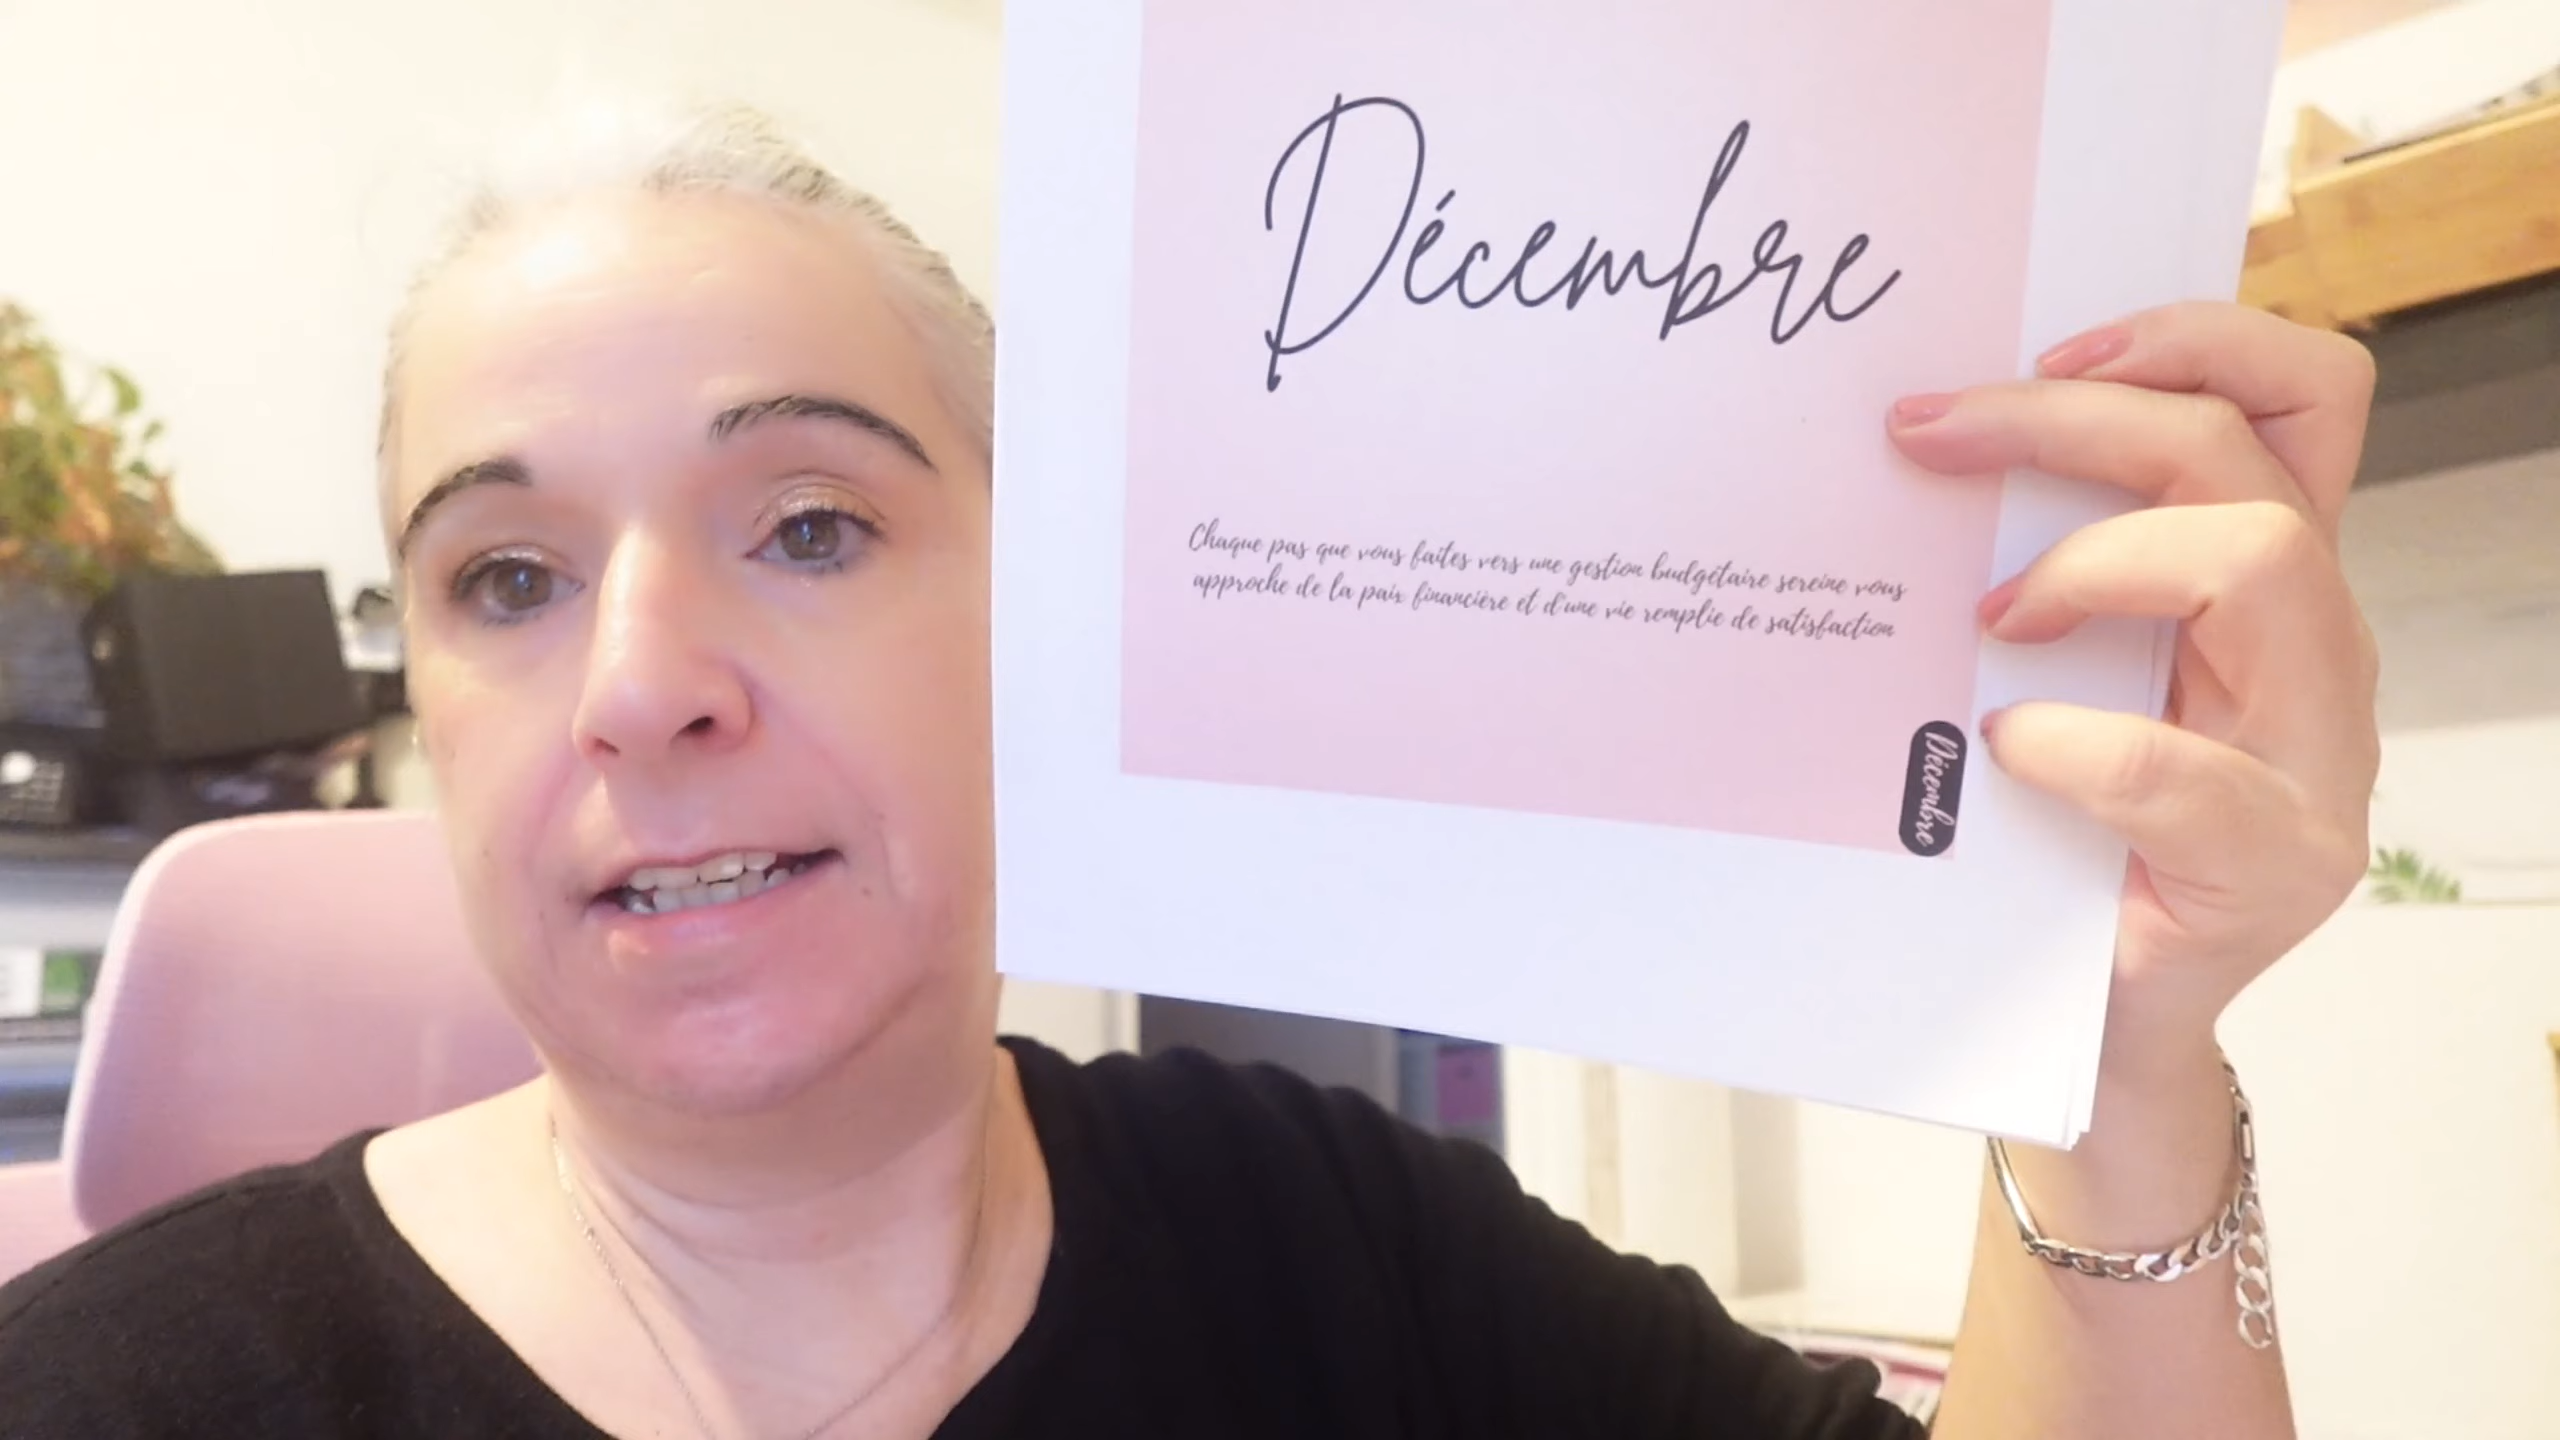 Décembre
Chaque pas que vous faites vers une gestion budgétaire sereine vous
approche de la paix financière et d'une vie remplie de satisfaction
Décembre